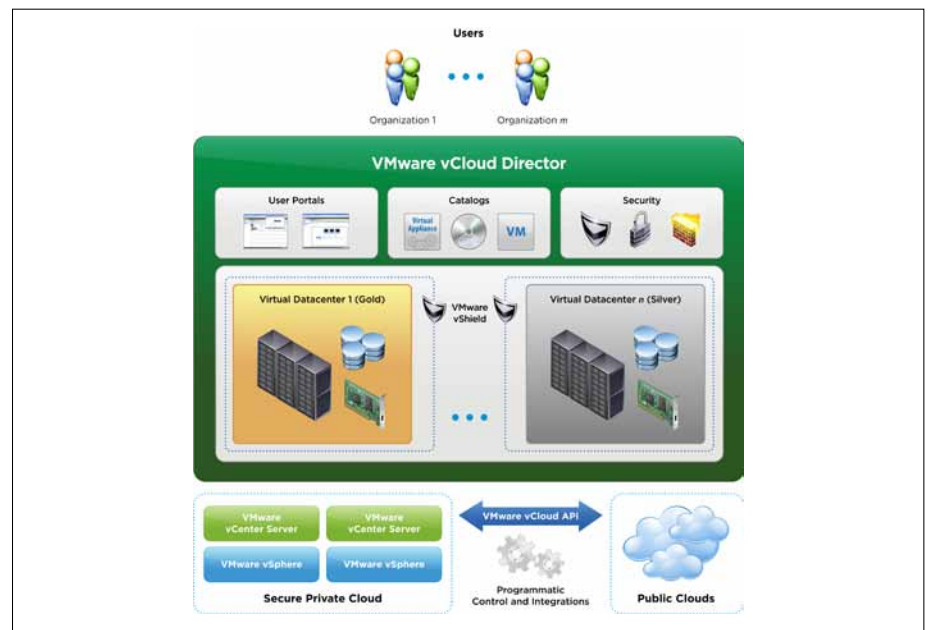 Users
Organization 1
Organization m
VMware vCloud Director
User Portals
Catalogs
Security
Virtual
Appliance
VM
Virtual Datacenter 1 (Gold)
VMware
vShield
Virtual Datacenter n (Silver)
VMware
vCenter Server
VMware
vCenter Server
VMware vSphere
VMware vSphere
Secure Private Cloud
VMware vCloud API
Programmatic
Control and Integrations
Public Clouds